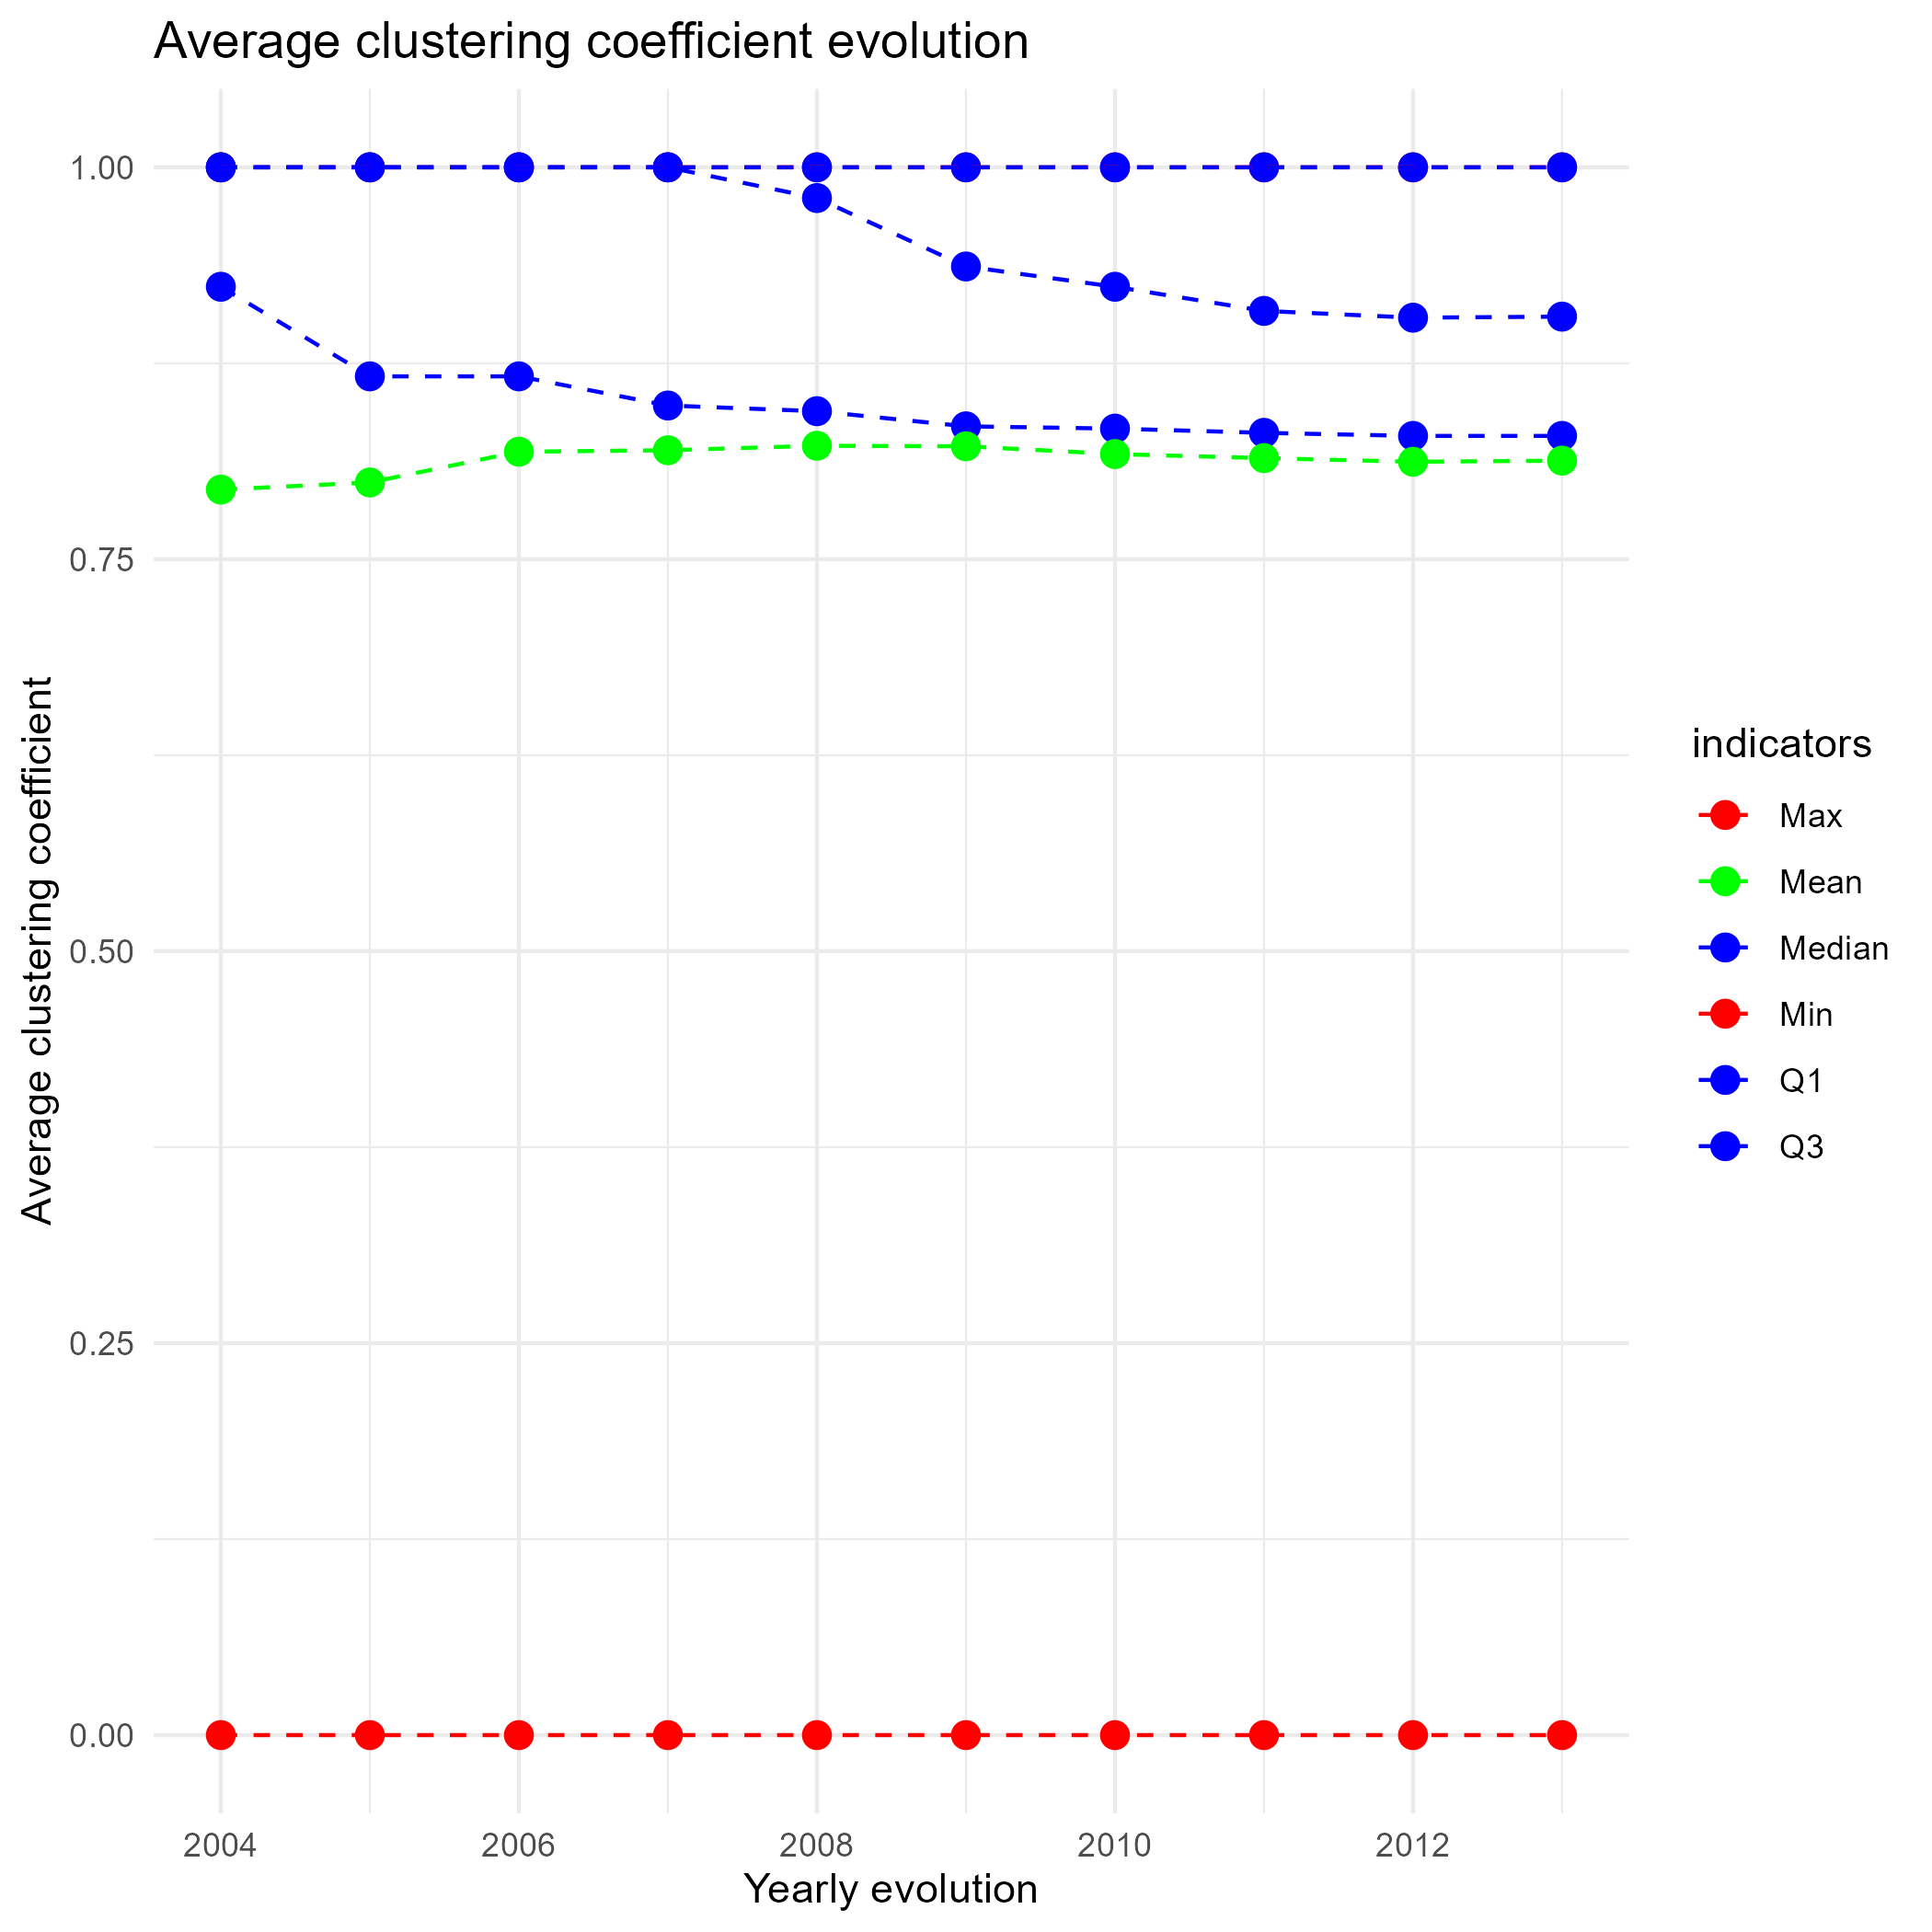 Average clustering coefficient evolution
Average clustering coefficient
1.00
0.75
0.50
0.25
0.00
2004 2006 2008 2010 2012
Yearly evolution
indicators
Max
Mean
Median
Min
Q1
Q3